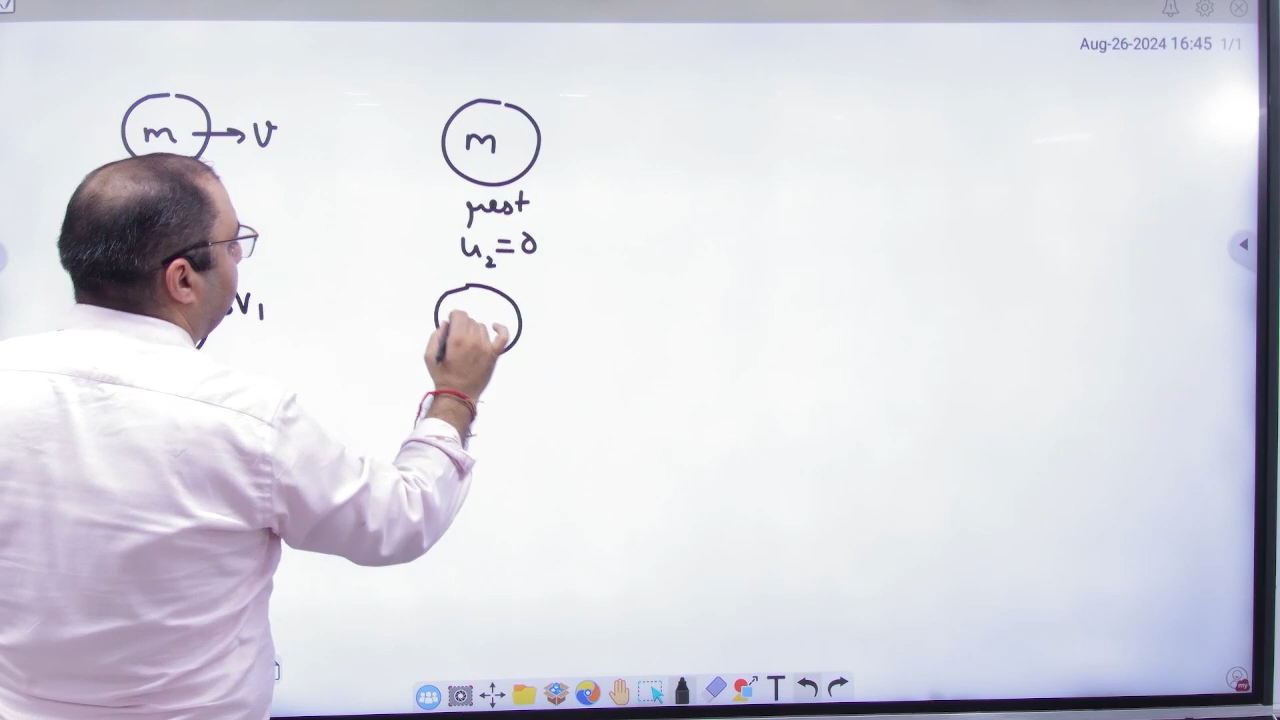 Aug-26-2024 16:45 1/1
m → v
m
rest
u₂=0
v₁
T